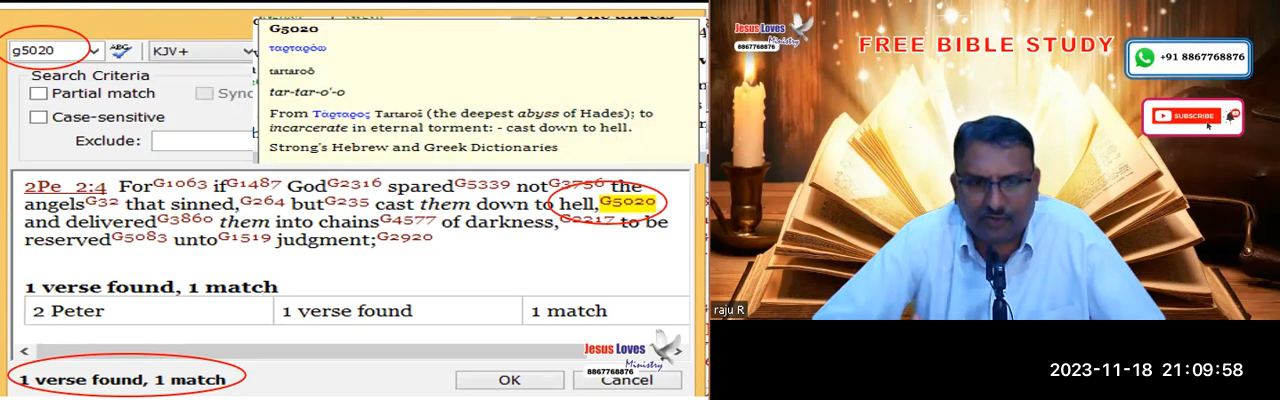 g5020
ABC
KJV+
Search Criteria
Partial match
Sync
Case-sensitive
Exclude:
G5020
ταρταρόω
tartaroō
tar-tar-o'-o
From Τάρταρος Tartaroš (the deepest abyss of Hades); to
incarcerate in eternal torment: - cast down to hell.
Strong's Hebrew and Greek Dictionaries
2Pe 2:4 ForG1063 ifG1487 GodG2316 sparedG5339 notG3756 the
angelsG32 that sinned,G264 butG235 cast them down to hell,G5020
and deliveredG3860 them into chainsG4577 of darkness,G2217 to be
reservedG5083 untoG1519 judgment;G2920
1 verse found, 1 match
2 Peter 1 verse found 1 match
Jesus Loves
Ministry
8867768876
1 verse found, 1 match
OK
Cancel
Jesus Loves
Ministry
8867768876
FREE BIBLE STUDY
+91 8867768876
SUBSCRIBE
raju R
2023-11-18 21:09:58